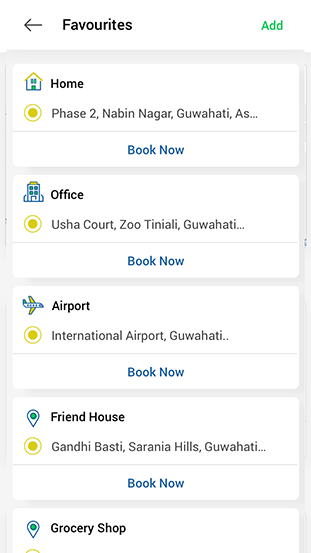 Favourites
Add
Home
Phase 2, Nabin Nagar, Guwahati, As...
Book Now
Office
Usha Court, Zoo Tiniali, Guwahati...
Book Now
Airport
International Airport, Guwahati..
Book Now
Friend House
Gandhi Basti, Sarania Hills, Guwahati...
Book Now
Grocery Shop